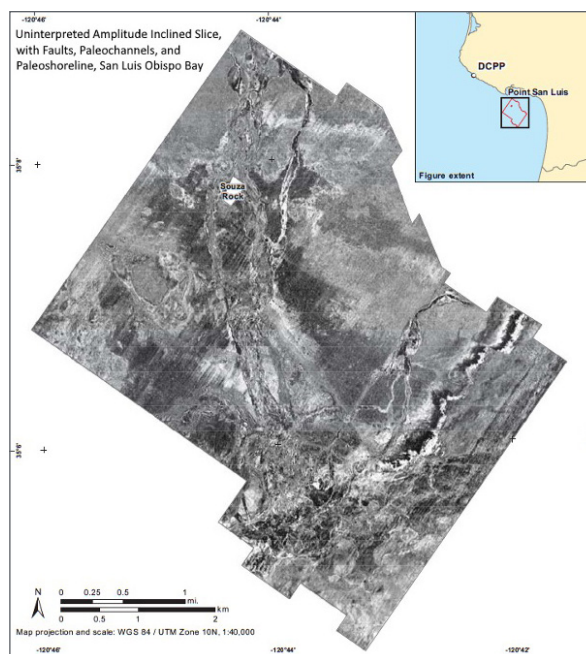 -120°46'
-120°44'
Uninterpreted Amplitude Inclined Slice,
with Faults, Paleochannels, and
Paleoshoreline, San Luis Obispo Bay
DCPP
Point San Luis
Figure extent
35°8'
Souza
Rock
35°6'
N
0 0.25 0.5 1
mi.
km
0 0.5 1 2
Map projection and scale: WGS 84 / UTM Zone 10N, 1:40,000
-120°46'
-120°44'
-120°42'